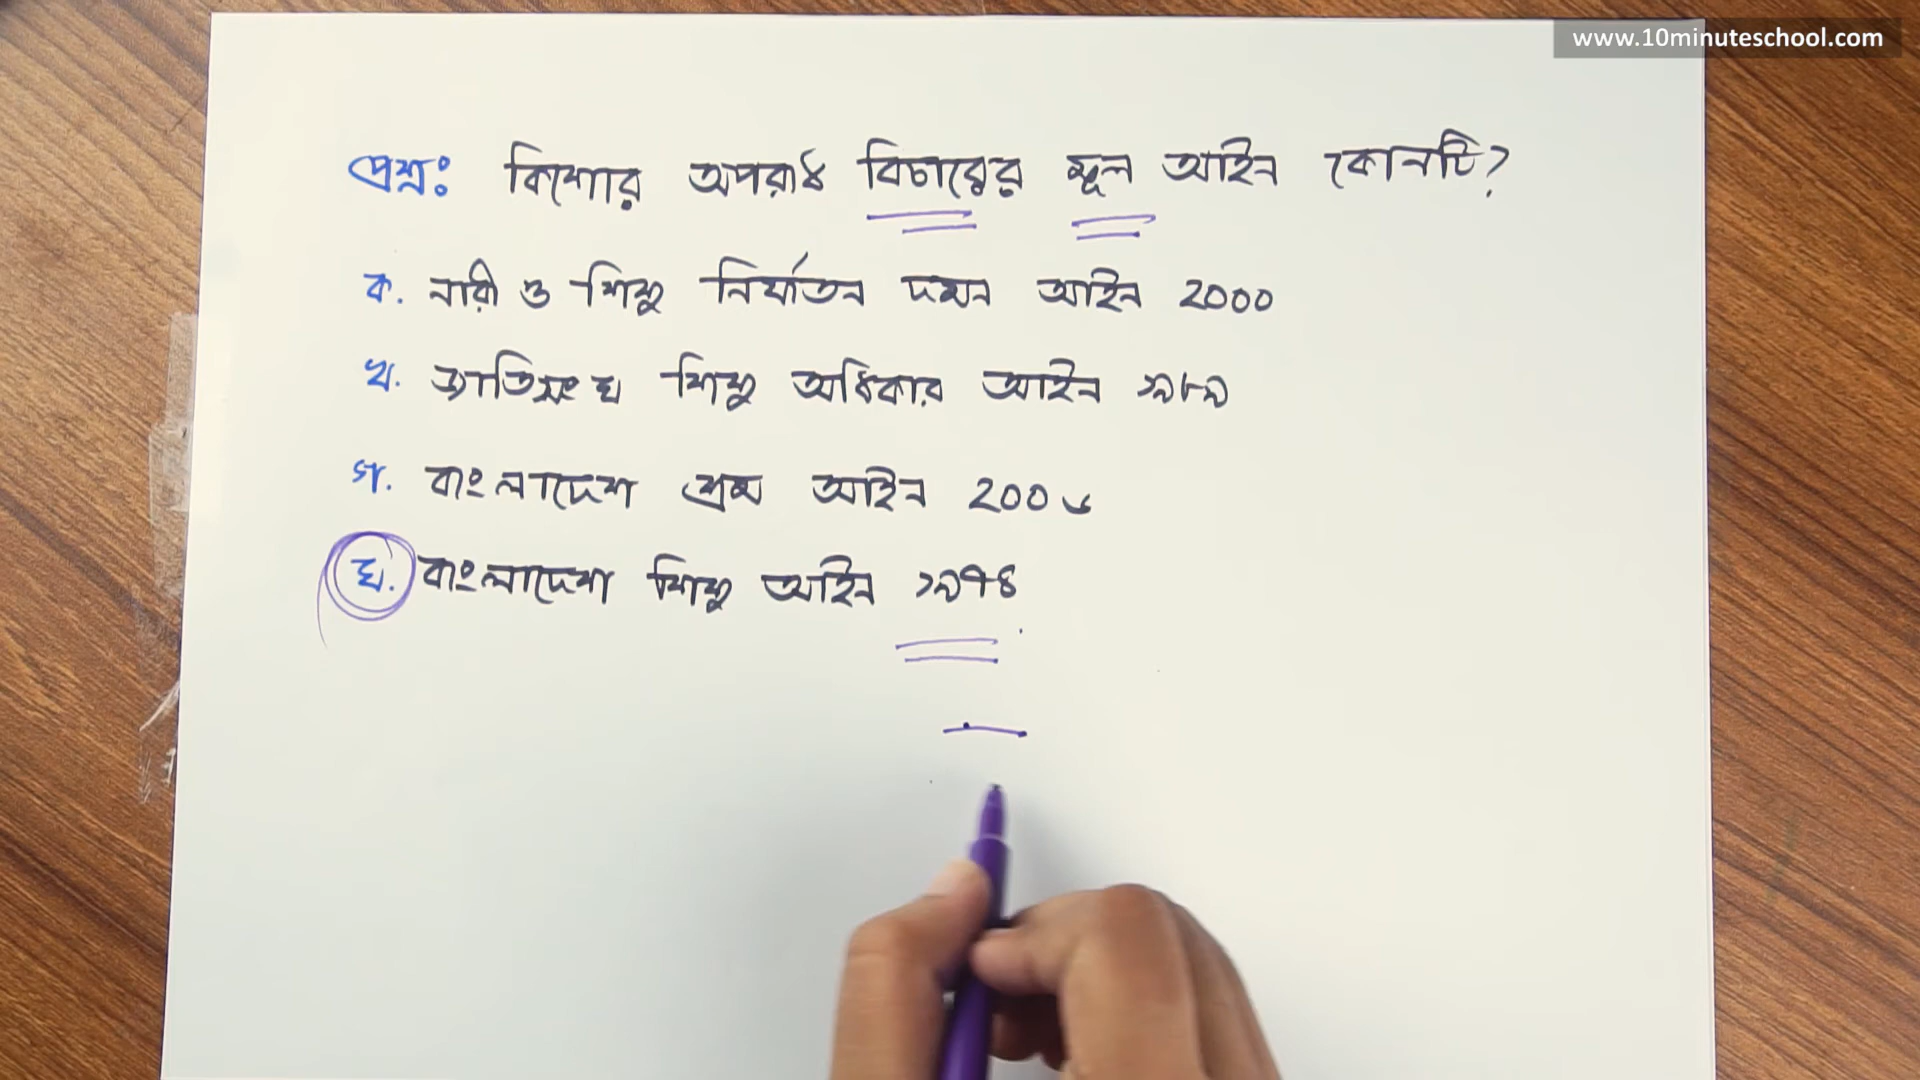 www.10minuteschool.com
প্রশ্নঃ কিশোর অপরাধ বিচারের মূল আইন কোনটি?
ক. নারী ও শিশু নির্যাতন দমন আইন ২০০০
খ. জাতিসংঘ শিশু অধিকার আইন ১৯৮৯
গ. বাংলাদেশ শ্রম আইন ২০০৬
ঘ. বাংলাদেশ শিশু আইন ১৯৭৪